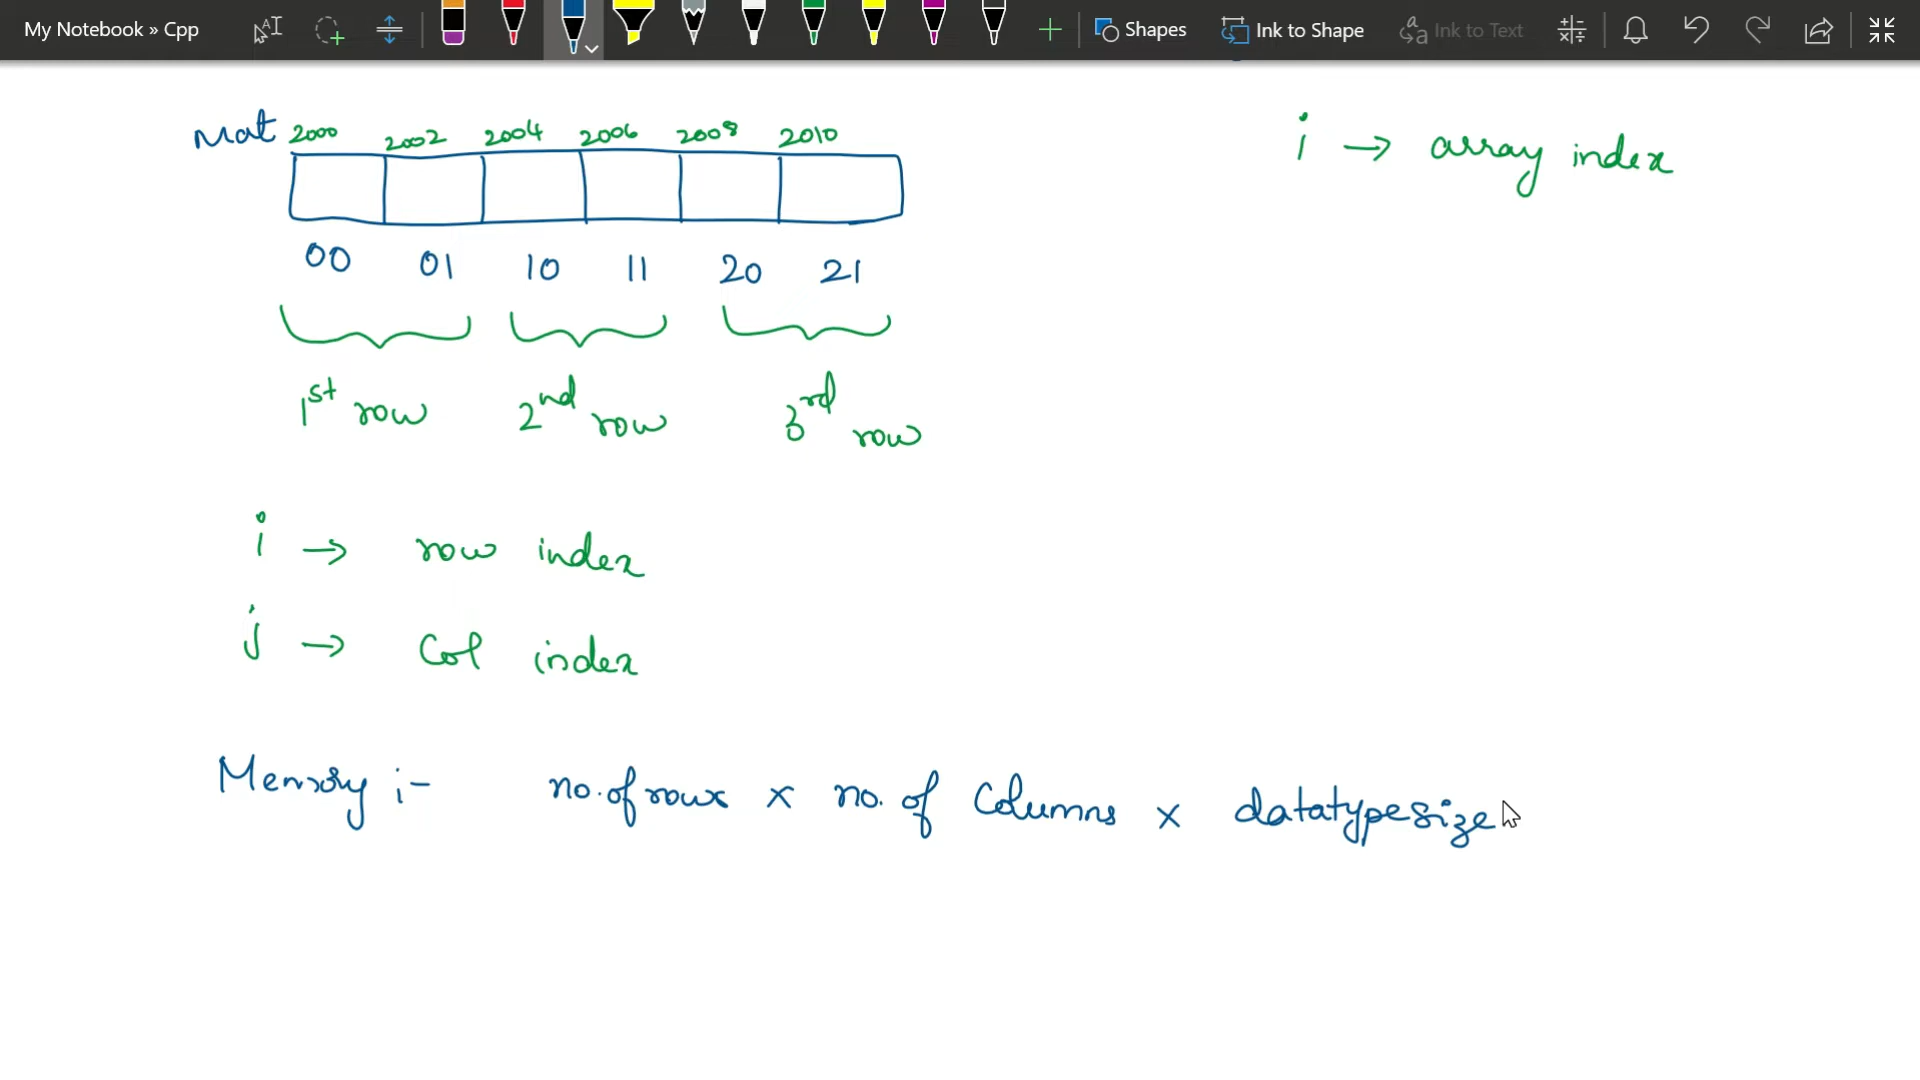 My Notebook » Cpp Shapes Ink to Shape Ink to Text
Mat 2000 2002 2004 2006 2008 2010
00 01 10 11 20 21
1st row 2nd row 3rd row
i → array index
i → row index
j → Col index
Memory :- no. of rows × no. of Columns × datatypesize